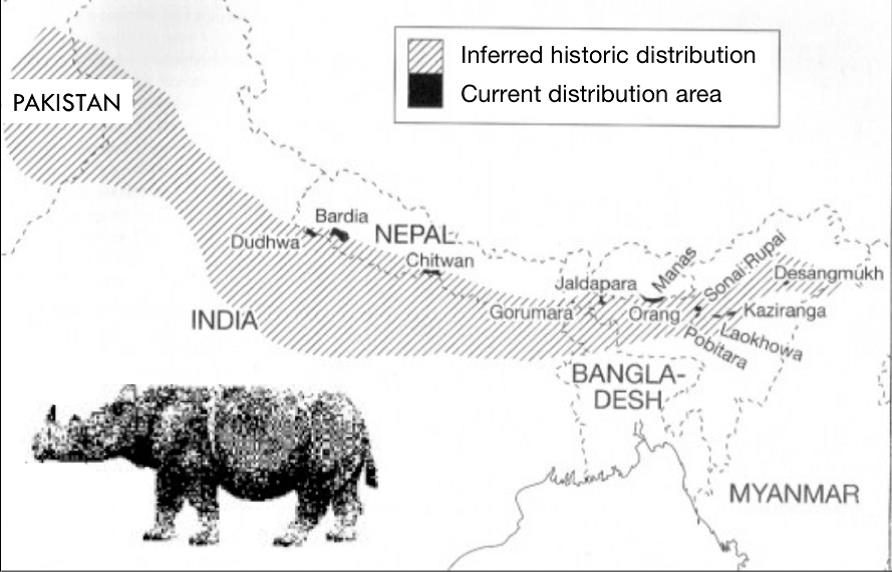 Inferred historic distribution
Current distribution area
PAKISTAN
Bardia
Dudhwa
NEPAL
Chitwan
Jaldapara
Manas
Sonai Rupai
Desangmukh
Gorumara
Orang
Kaziranga
Laokhowa
Pobitara
INDIA
BANGLA-
DESH
MYANMAR